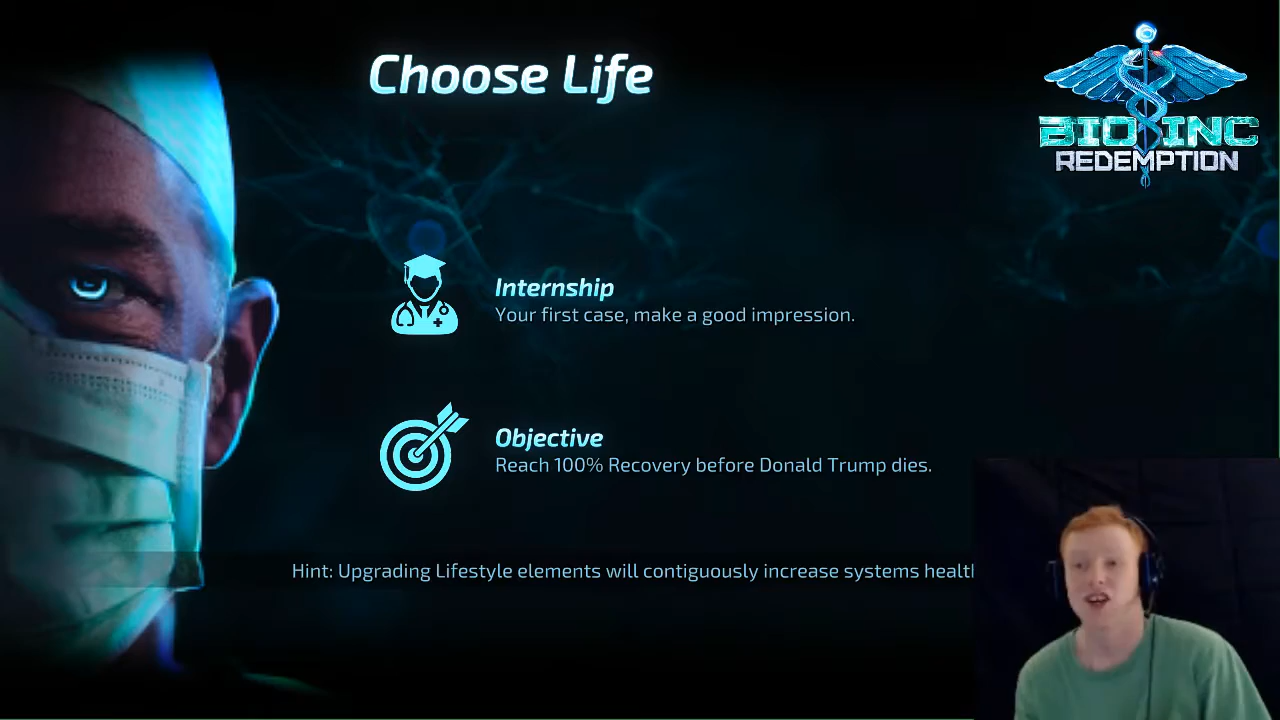 Choose Life
BIO INC
REDEMPTION
Internship
Your first case, make a good impression.
Objective
Reach 100% Recovery before Donald Trump dies.
Hint: Upgrading Lifestyle elements will contiguously increase systems health